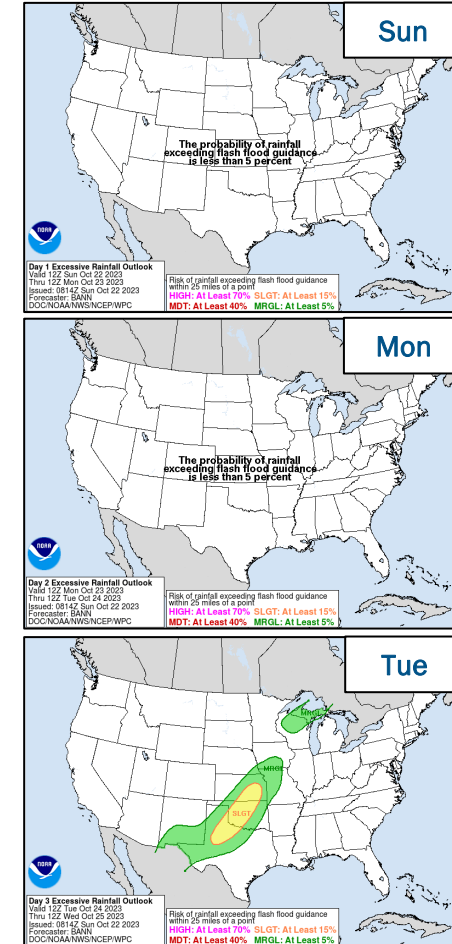 Sun
The probability of rainfall
exceeding flash flood guidance
is less than 5 percent
NOAA
Day 1 Excessive Rainfall Outlook
Valid 12Z Sun Oct 22 2023
Thru 12Z Mon Oct 23 2023
Issued: 0814Z Sun Oct 22 2023
Forecaster: BANN
DOC/NOAA/NWS/NCEP/WPC
Risk of rainfall exceeding flash flood guidance
within 25 miles of a point
HIGH: At Least 70% SLGT: At Least 15%
MDT: At Least 40% MRGL: At Least 5%
Mon
The probability of rainfall
exceeding flash flood guidance
is less than 5 percent
NOAA
Day 2 Excessive Rainfall Outlook
Valid 12Z Mon Oct 23 2023
Thru 12Z Tue Oct 24 2023
Issued: 0814Z Sun Oct 22 2023
Forecaster: BANN
DOC/NOAA/NWS/NCEP/WPC
Risk of rainfall exceeding flash flood guidance
within 25 miles of a point
HIGH: At Least 70% SLGT: At Least 15%
MDT: At Least 40% MRGL: At Least 5%
Tue
MRGL
MRGL
SLGT
NOAA
Day 3 Excessive Rainfall Outlook
Valid 12Z Tue Oct 24 2023
Thru 12Z Wed Oct 25 2023
Issued: 0814Z Sun Oct 22 2023
Forecaster: BANN
DOC/NOAA/NWS/NCEP/WPC
Risk of rainfall exceeding flash flood guidance
within 25 miles of a point
HIGH: At Least 70% SLGT: At Least 15%
MDT: At Least 40% MRGL: At Least 5%